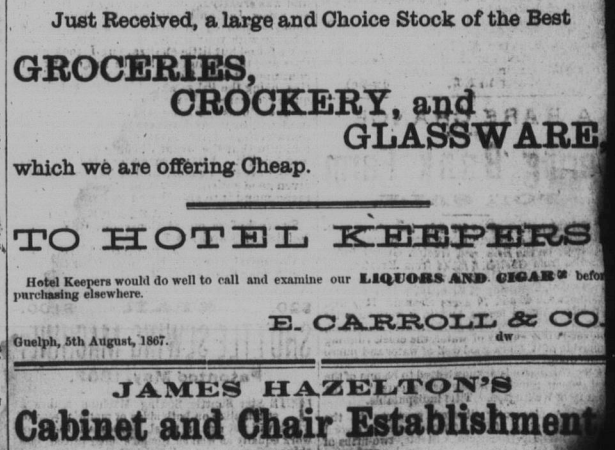 Just Received, a large and Choice Stock of the Best
GROCERIES,
CROCKERY, and
GLASSWARE,
which we are offering Cheap.
TO HOTEL KEEPERS
Hotel Keepers would do well to call and examine our LIQUORS AND CIGARS befor
purchasing elsewhere.
E. CARROLL & CO.
Guelph, 5th August, 1867. dw
JAMES HAZELTON'S
Cabinet and Chair Establishment